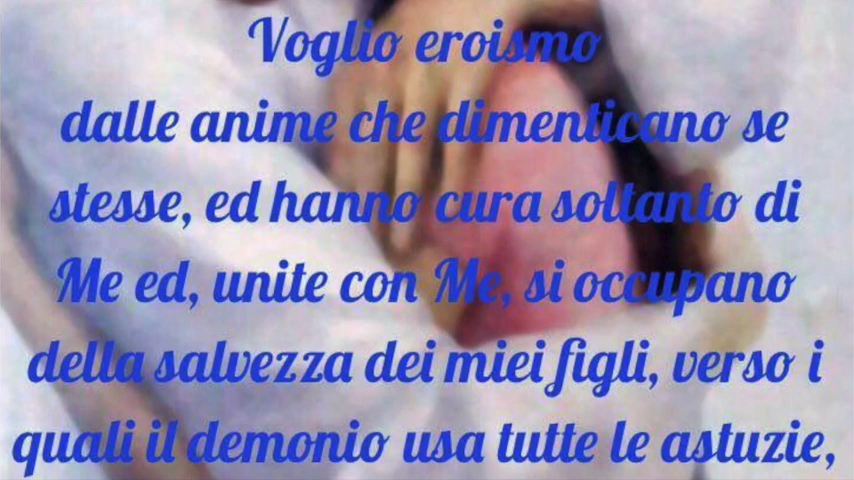 Voglio eroismo
dalle anime che dimenticano se
stesse, ed hanno cura soltanto di
Me ed, unite con Me, si occupano
della salvezza dei miei figli, verso i
quali il demonio usa tutte le astuzie,